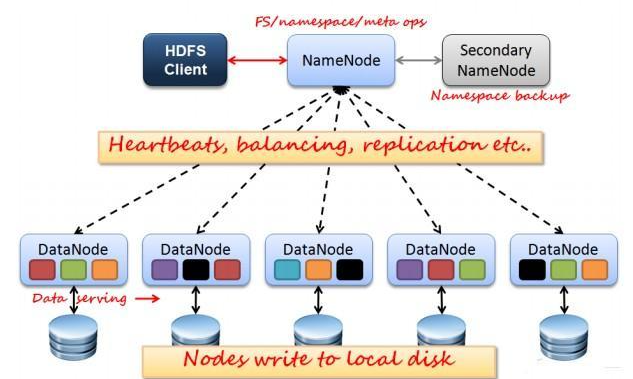 FS/namespace/meta ops
HDFS
Client
NameNode
Secondary
NameNode
Namespace backup
Heartbeats, balancing, replication etc..
DataNode
DataNode
DataNode
DataNode
DataNode
Data serving
Nodes write to local disk